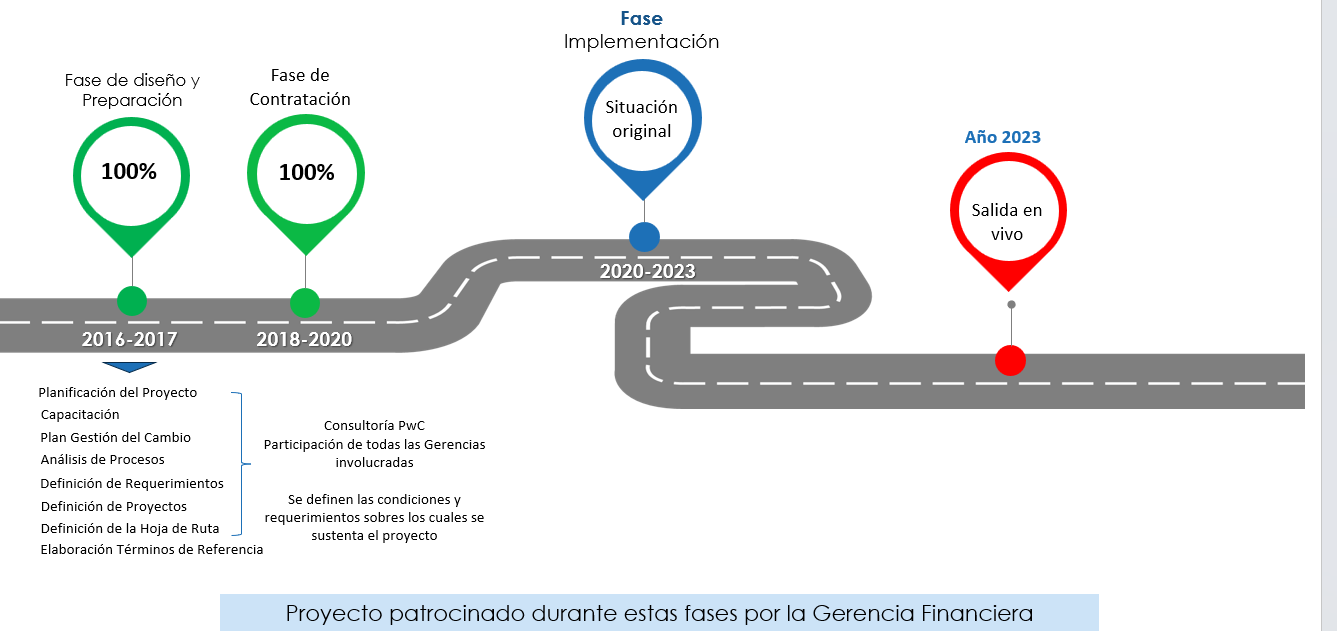 Fase
Implementación
Fase de diseño y
Preparación
Fase de
Contratación
100%
100%
Situación
original
Año 2023
Salida en
vivo
2016-2017
2018-2020
2020-2023
Planificación del Proyecto
Capacitación
Plan Gestión del Cambio
Análisis de Procesos
Definición de Requerimientos
Definición de Proyectos
Definición de la Hoja de Ruta
Elaboración Términos de Referencia
Consultoría PwC
Participación de todas las Gerencias
involucradas
Se definen las condiciones y
requerimientos sobres los cuales se
sustenta el proyecto
Proyecto patrocinado durante estas fases por la Gerencia Financiera